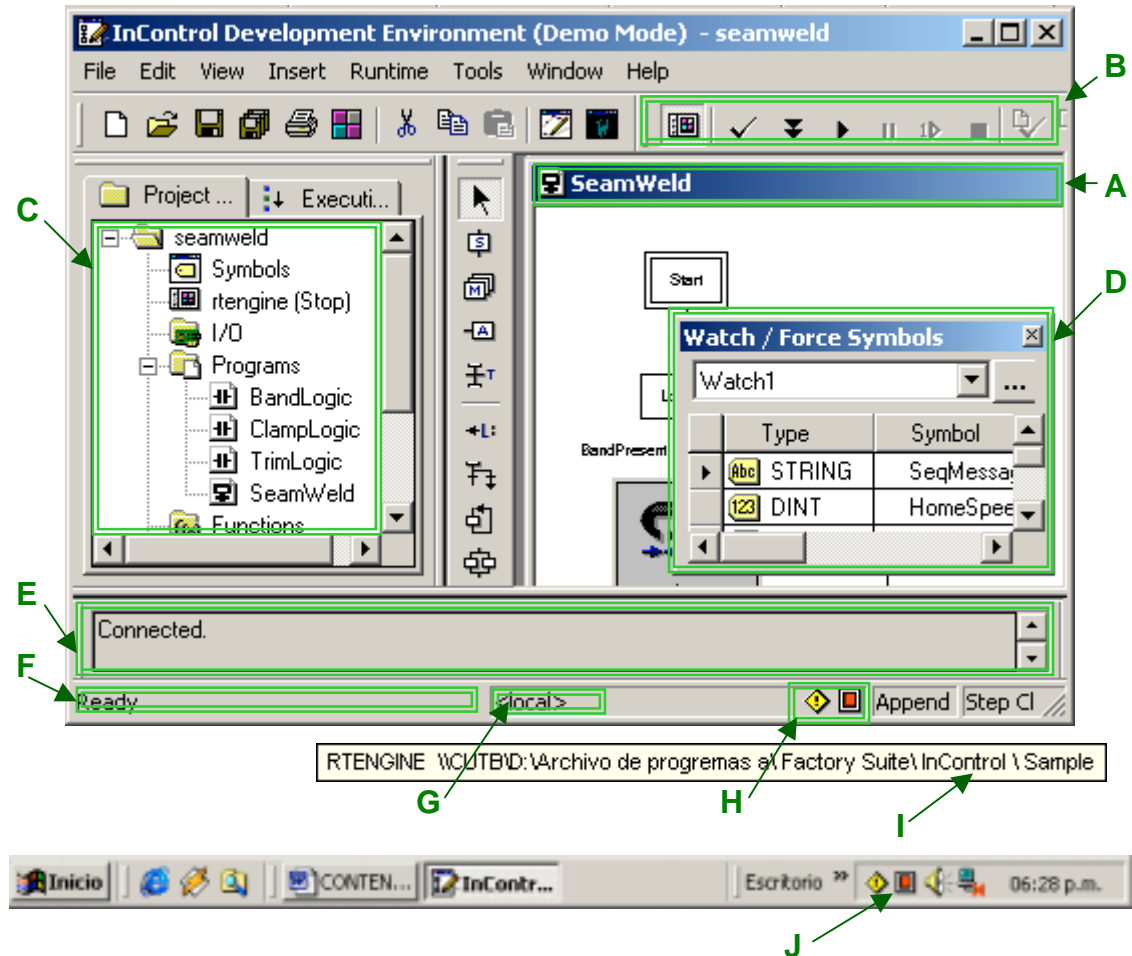 InControl Development Environment (Demo Mode) - seamweld
File Edit View Insert Runtime Tools Window Help
B
SeamWeld
A
Project ... Executi...
C
seamweld
Symbols
rtengine (Stop)
I/O
Programs
BandLogic
ClampLogic
TrimLogic
SeamWeld
Functions
S
M
A
T
L:
Start
D
Watch / Force Symbols
Watch1
...
Type Symbol
Abc STRING SeqMessag
123 DINT HomeSpee
BandPresent
E
Connected.
F
Ready <local> Append Step Cl
RTENGINE \\CUTB\D:\Archivo de progremas a\ Factory Suite\ InControl \ Sample
G
H
I
Inicio CONTEN... InContr... Escritorio » 06:28 p.m.
J